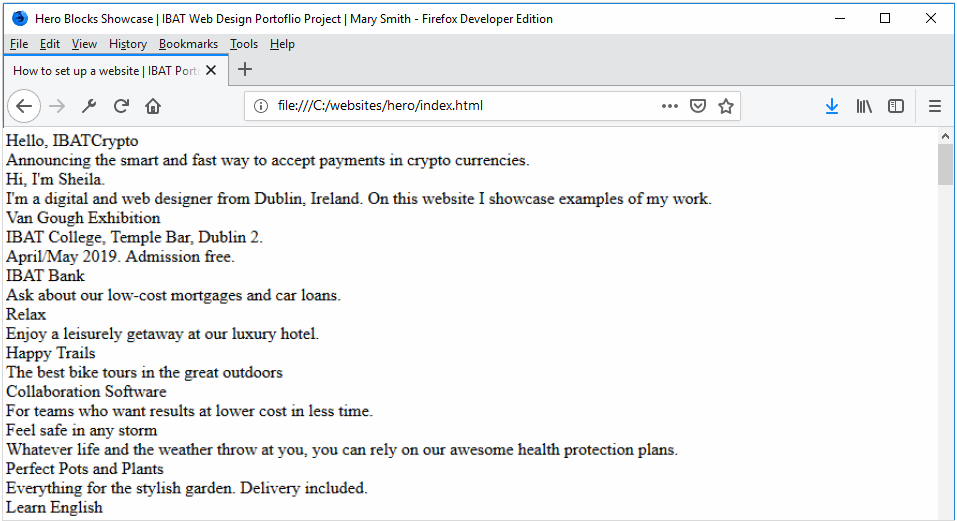 Hero Blocks Showcase | IBAT Web Design Portoflio Project | Mary Smith - Firefox Developer Edition
File Edit View History Bookmarks Tools Help
How to set up a website | IBAT Port
file:///C:/websites/hero/index.html
Hello, IBATCrypto
Announcing the smart and fast way to accept payments in crypto currencies.
Hi, I'm Sheila.
I'm a digital and web designer from Dublin, Ireland. On this website I showcase examples of my work.
Van Gough Exhibition
IBAT College, Temple Bar, Dublin 2.
April/May 2019. Admission free.
IBAT Bank
Ask about our low-cost mortgages and car loans.
Relax
Enjoy a leisurely getaway at our luxury hotel.
Happy Trails
The best bike tours in the great outdoors
Collaboration Software
For teams who want results at lower cost in less time.
Feel safe in any storm
Whatever life and the weather throw at you, you can rely on our awesome health protection plans.
Perfect Pots and Plants
Everything for the stylish garden. Delivery included.
Learn English